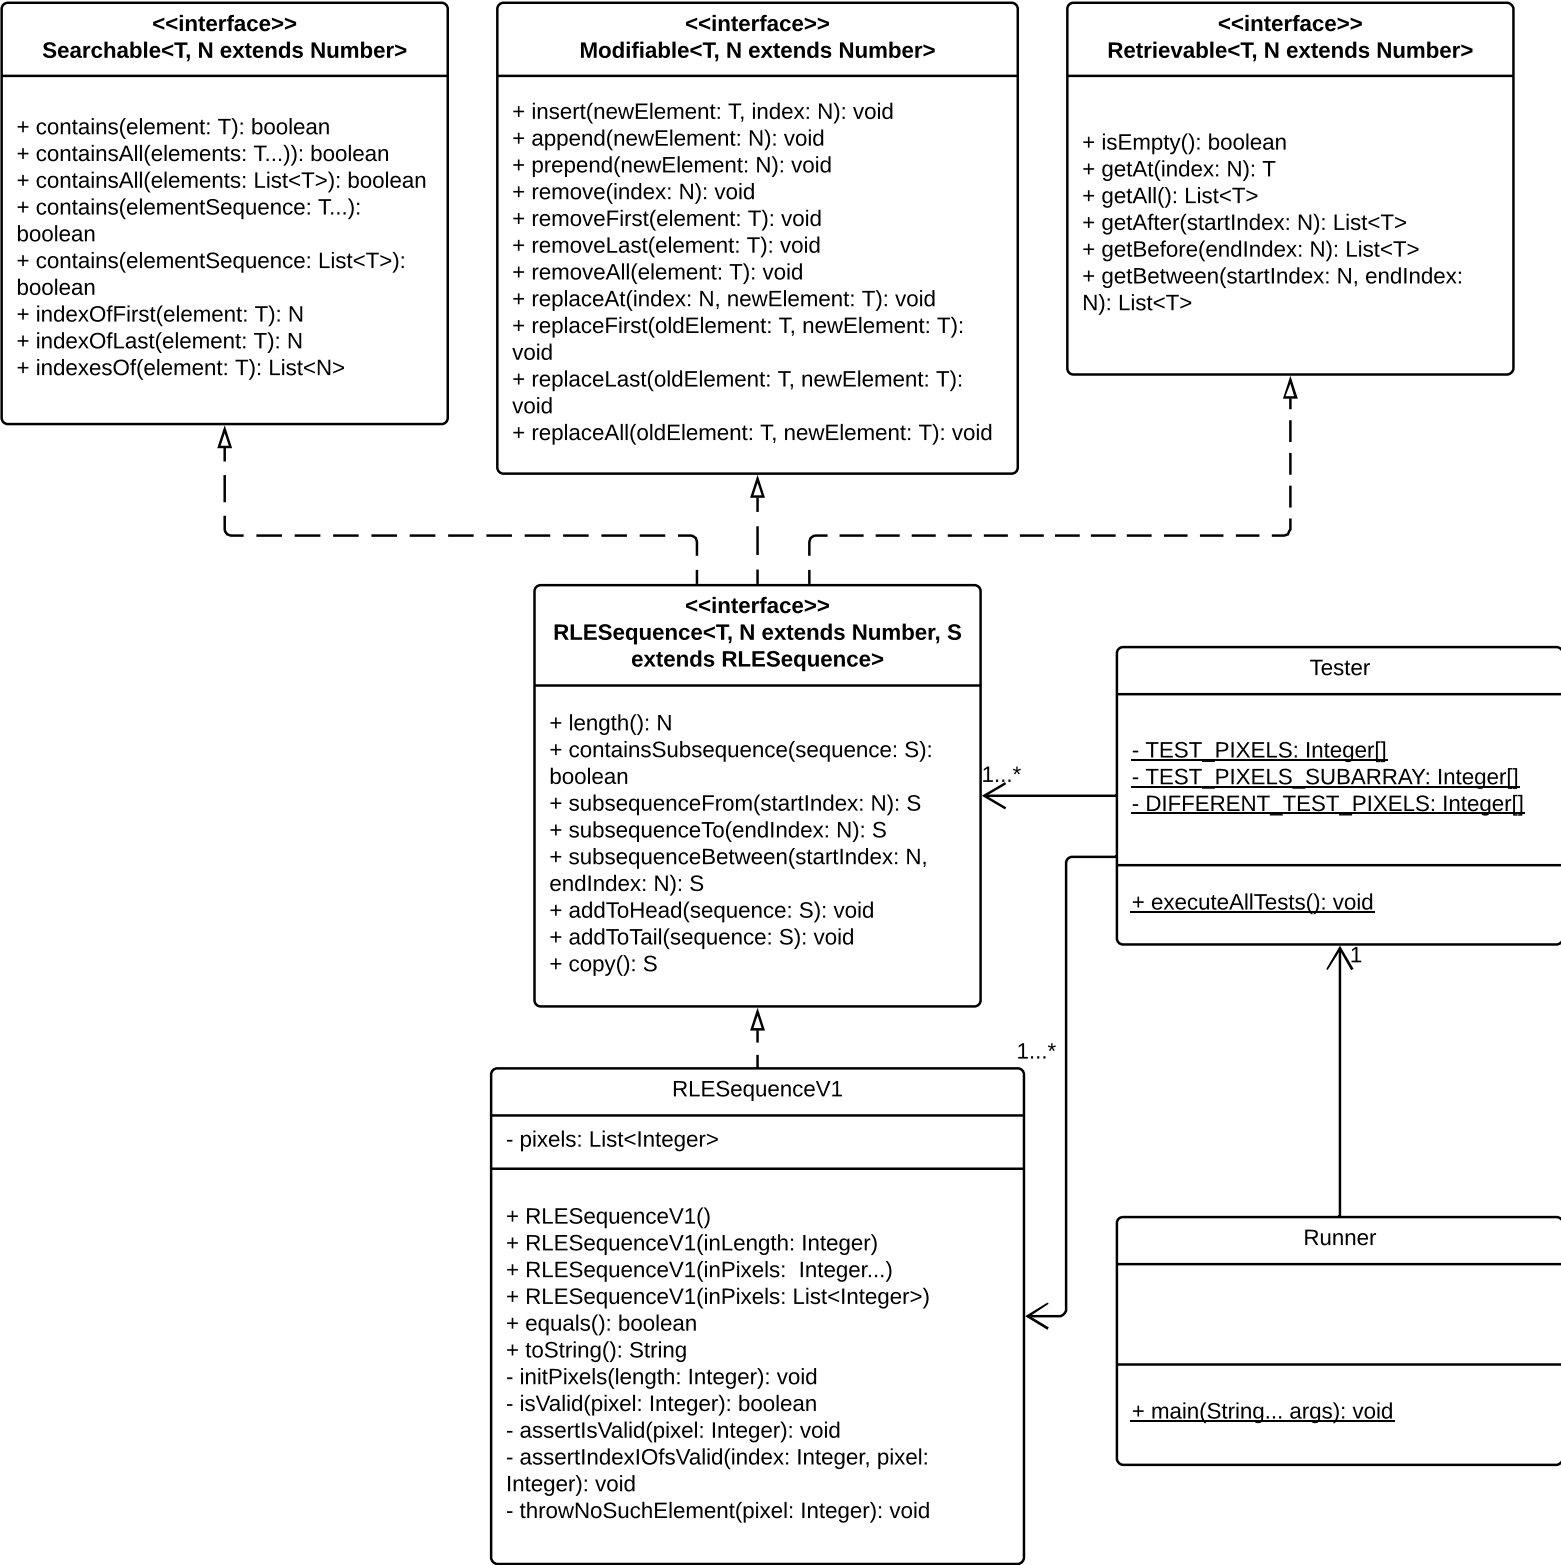 <<interface>>
Searchable<T, N extends Number>
+ contains(element: T): boolean
+ containsAll(elements: T...)): boolean
+ containsAll(elements: List<T>): boolean
+ contains(elementSequence: T...):
boolean
+ contains(elementSequence: List<T>):
boolean
+ indexOfFirst(element: T): N
+ indexOfLast(element: T): N
+ indexesOf(element: T): List<N>
<<interface>>
Modifiable<T, N extends Number>
+ insert(newElement: T, index: N): void
+ append(newElement: N): void
+ prepend(newElement: N): void
+ remove(index: N): void
+ removeFirst(element: T): void
+ removeLast(element: T): void
+ removeAll(element: T): void
+ replaceAt(index: N, newElement: T): void
+ replaceFirst(oldElement: T, newElement: T):
void
+ replaceLast(oldElement: T, newElement: T):
void
+ replaceAll(oldElement: T, newElement: T): void
<<interface>>
Retrievable<T, N extends Number>
+ isEmpty(): boolean
+ getAt(index: N): T
+ getAll(): List<T>
+ getAfter(startIndex: N): List<T>
+ getBefore(endIndex: N): List<T>
+ getBetween(startIndex: N, endIndex:
N): List<T>
<<interface>>
RLESequence<T, N extends Number, S
extends RLESequence>
+ length(): N
+ containsSubsequence(sequence: S):
boolean
+ subsequenceFrom(startIndex: N): S
+ subsequenceTo(endIndex: N): S
+ subsequenceBetween(startIndex: N,
endIndex: N): S
+ addToHead(sequence: S): void
+ addToTail(sequence: S): void
+ copy(): S
1...*
Tester
- TEST_PIXELS: Integer[]
- TEST_PIXELS_SUBARRAY: Integer[]
- DIFFERENT_TEST_PIXELS: Integer[]
+ executeAllTests(): void
1
1...*
RLESequenceV1
- pixels: List<Integer>
+ RLESequenceV1()
+ RLESequenceV1(inLength: Integer)
+ RLESequenceV1(inPixels:  Integer...)
+ RLESequenceV1(inPixels: List<Integer>)
+ equals(): boolean
+ toString(): String
- initPixels(length: Integer): void
- isValid(pixel: Integer): boolean
- assertIsValid(pixel: Integer): void
- assertIndexIOfsValid(index: Integer, pixel:
Integer): void
- throwNoSuchElement(pixel: Integer): void
Runner
+ main(String... args): void